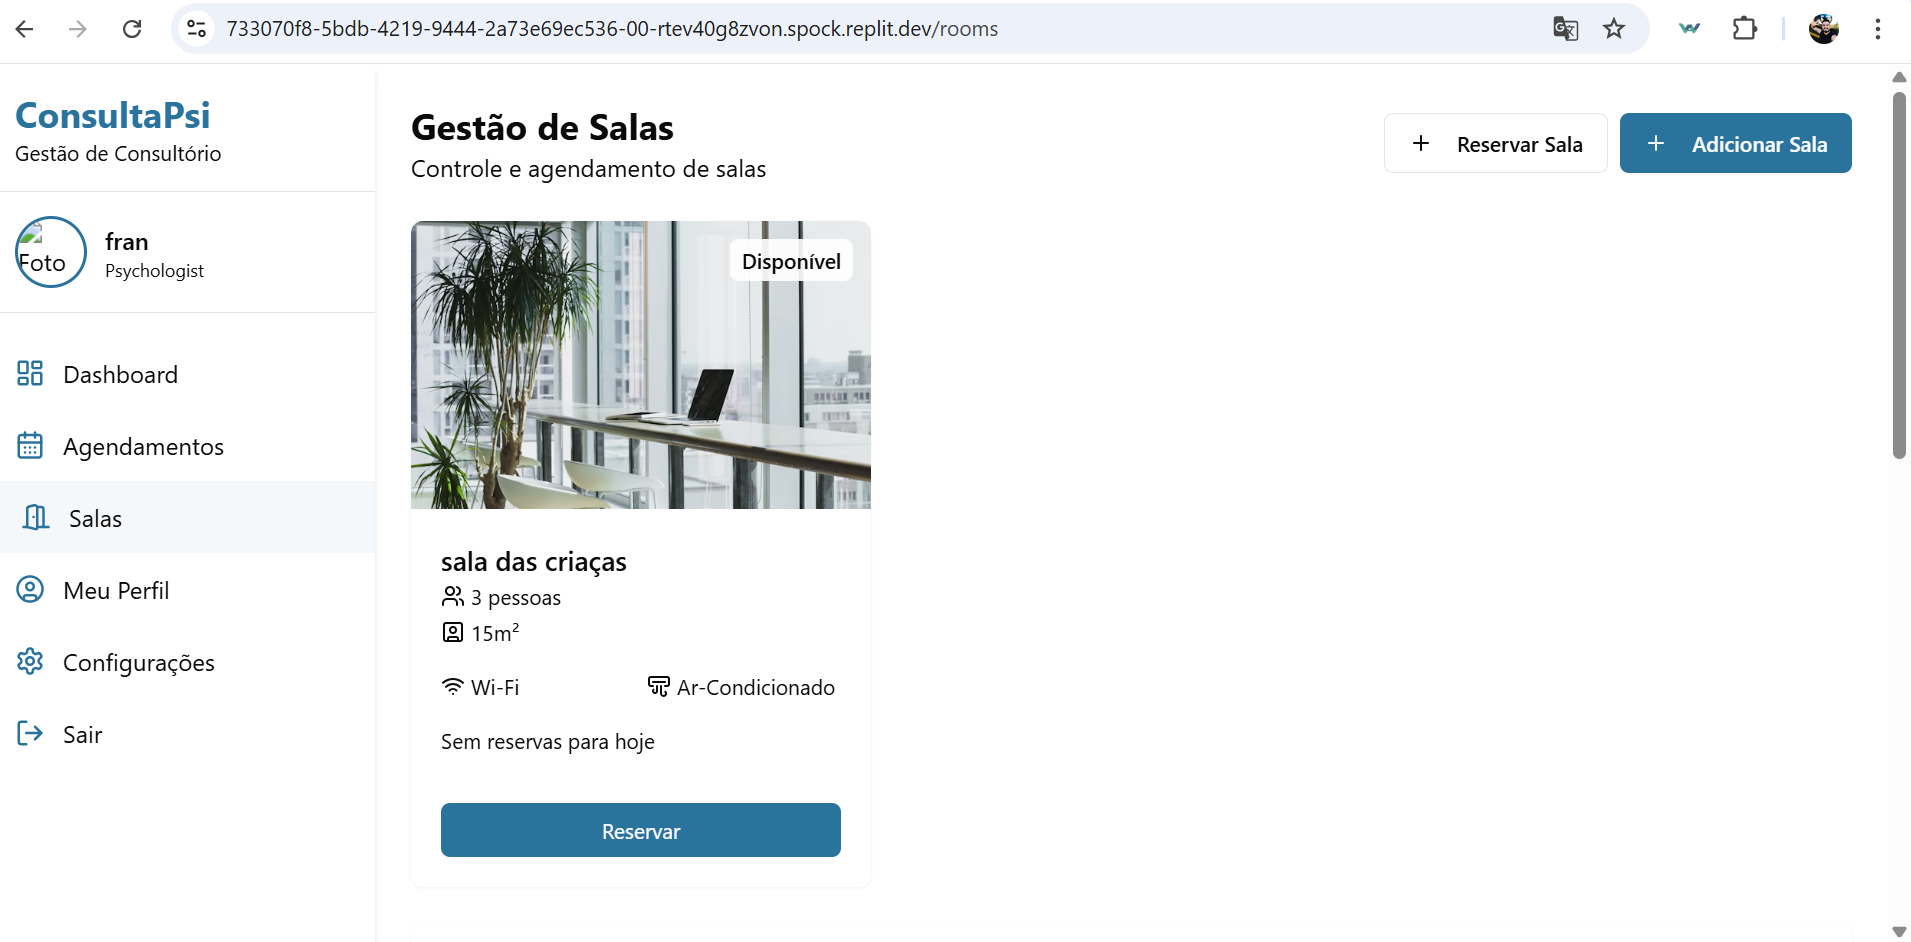 733070f8-5bdb-4219-9444-2a73e69ec536-00-rtev40g8zvon.spock.replit.dev/rooms
ConsultaPsi
Gestão de Consultório
Foto
fran
Psychologist
Dashboard
Agendamentos
Salas
Meu Perfil
Configurações
Sair
Gestão de Salas
Controle e agendamento de salas
+ Reservar Sala
+ Adicionar Sala
Disponível
sala das criaças
3 pessoas
15m²
Wi-Fi
Ar-Condicionado
Sem reservas para hoje
Reservar